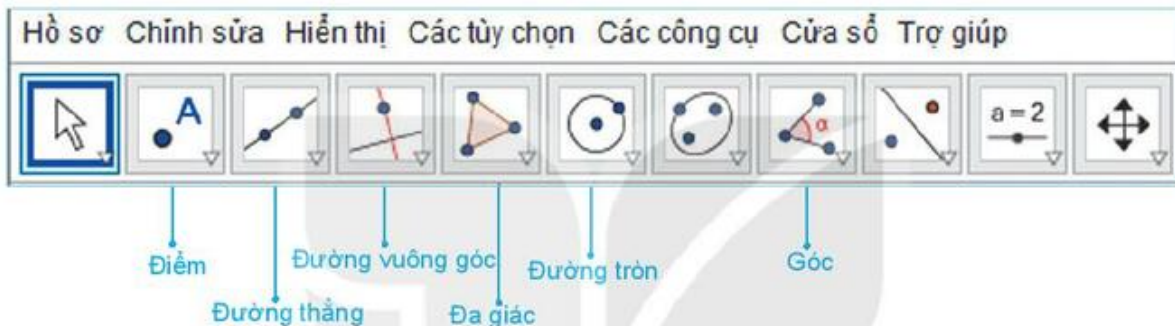 Hồ sơ Chỉnh sửa Hiển thị Các tùy chọn Các công cụ Cửa sổ Trợ giúp
A α a = 2
Điểm Đường vuông góc Đường tròn Góc
Đường thẳng Đa giác